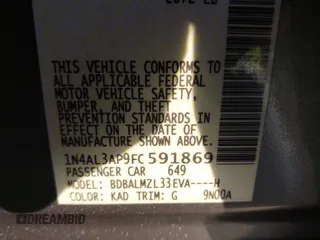 THIS VEHICLE CONFORMS TO
ALL APPLICABLE FEDERAL
MOTOR VEHICLE SAFETY,
BUMPER, AND THEFT
PREVENTION STANDARDS IN
EFFECT ON THE DATE OF
MANUFACTURE SHOWN ABOVE.
1N4AL3AP9FC591869
PASSENGER CAR 649
MODEL: BDBALMZL33EVA----H
COLOR: KAD TRIM: G 9N00A
DREAMBID